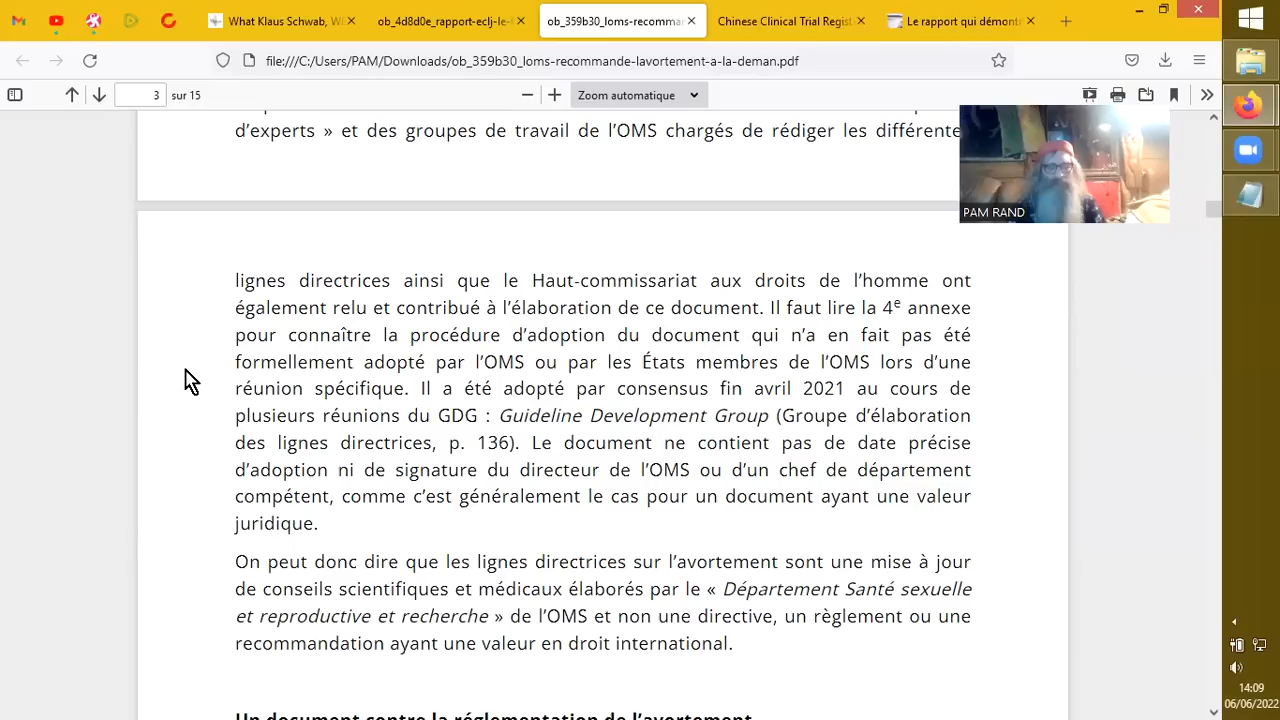 What Klaus Schwab, W
ob_4d8d0e_rapport-eclj-le-
ob_359b30_loms-recomma
Chinese Clinical Trial Regist
Le rapport qui démont
file:///C:/Users/PAM/Downloads/ob_359b30_loms-recommande-lavortement-a-la-deman.pdf
3 sur 15
Zoom automatique
d’experts » et des groupes de travail de l’OMS chargés de rédiger les différente
PAM RAND
lignes directrices ainsi que le Haut-commissariat aux droits de l’homme ont
également relu et contribué à l’élaboration de ce document. Il faut lire la 4e annexe
pour connaître la procédure d’adoption du document qui n’a en fait pas été
formellement adopté par l’OMS ou par les États membres de l’OMS lors d’une
réunion spécifique. Il a été adopté par consensus fin avril 2021 au cours de
plusieurs réunions du GDG : Guideline Development Group (Groupe d’élaboration
des lignes directrices, p. 136). Le document ne contient pas de date précise
d’adoption ni de signature du directeur de l’OMS ou d’un chef de département
compétent, comme c’est généralement le cas pour un document ayant une valeur
juridique.
On peut donc dire que les lignes directrices sur l’avortement sont une mise à jour
de conseils scientifiques et médicaux élaborés par le « Département Santé sexuelle
et reproductive et recherche » de l’OMS et non une directive, un règlement ou une
recommandation ayant une valeur en droit international.
Un document contre la réglementation de l’avortement
14:09
06/06/2022